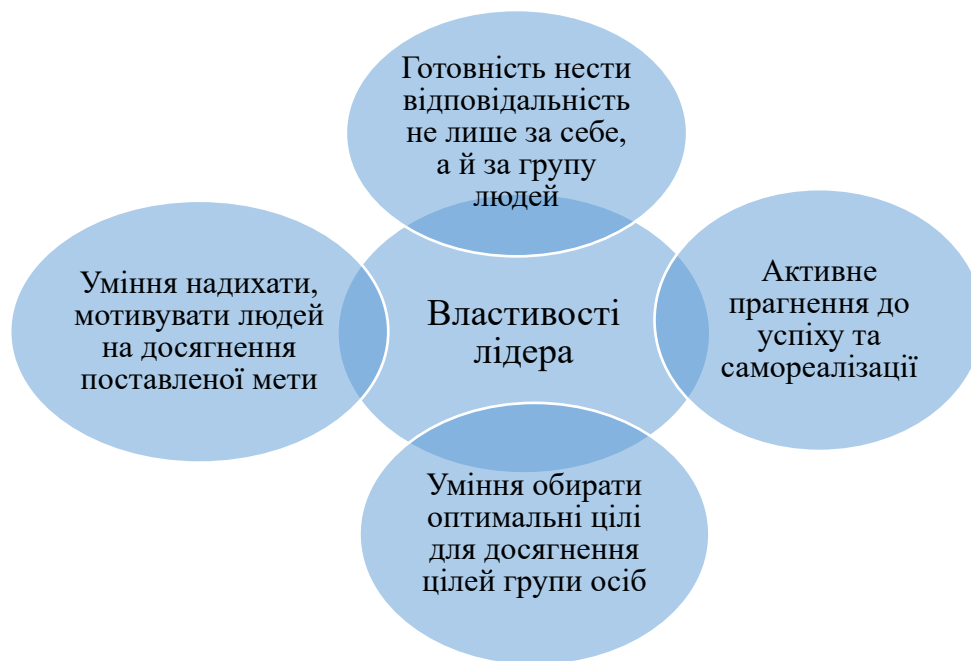 Готовність нести
відповідальність
не лише за себе,
а й за групу
людей
Уміння надихати,
мотивувати людей
на досягнення
поставленої мети
Властивості
лідера
Активне
прагнення до
успіху та
самореалізації
Уміння обирати
оптимальні цілі
для досягнення
цілей групи осіб